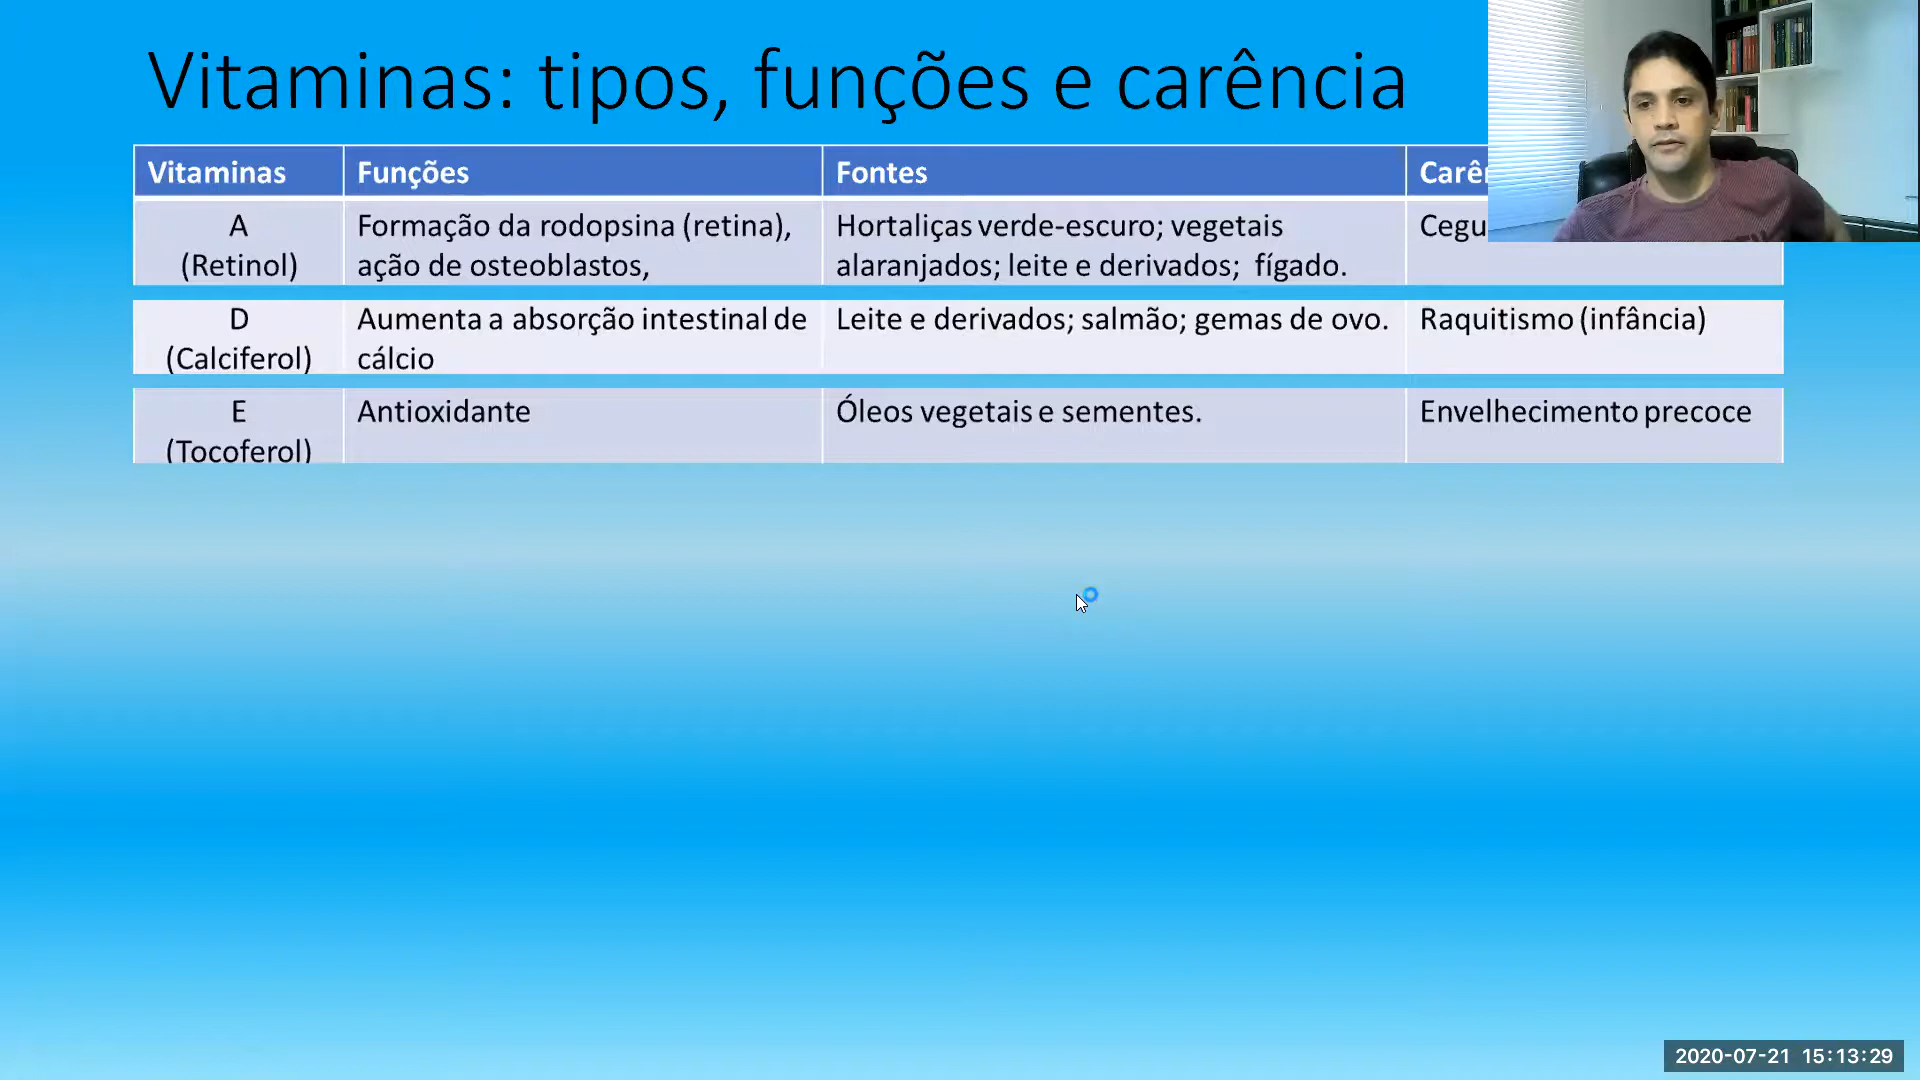 Vitaminas: tipos, funções e carência
Vitaminas Funções Fontes
A Formação da rodopsina (retina), Hortaliças verde-escuro; vegetais
(Retinol) ação de osteoblastos, alaranjados; leite e derivados; fígado.
D Aumenta a absorção intestinal de Leite e derivados; salmão; gemas de ovo. Raquitismo (infância)
(Calciferol) cálcio
E Antioxidante Óleos vegetais e sementes. Envelhecimento precoce
(Tocoferol)
2020-07-21 15:13:29